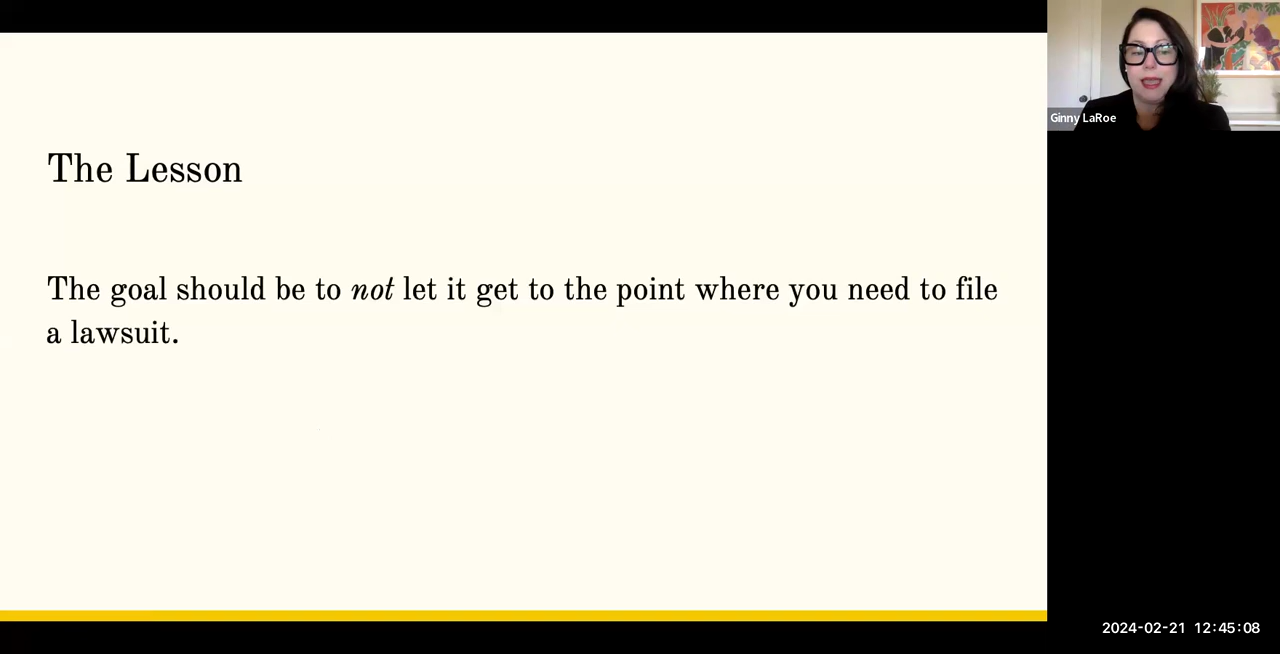 The Lesson
The goal should be to not let it get to the point where you need to file
a lawsuit.
Ginny LaRoe
2024-02-21 12:45:08